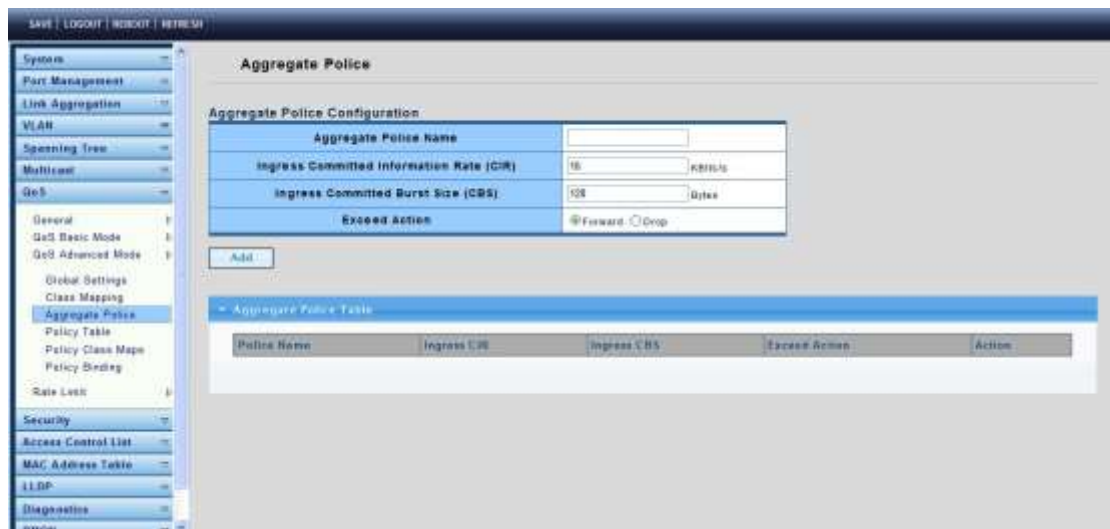 SAVE | LOGOUT | REBOOT | REFRESH
System
Port Management
Link Aggregation
VLAN
Spanning Tree
Multicast
QoS
General
QoS Basic Mode
QoS Advanced Mode
Global Settings
Class Mapping
Aggregate Police
Policy Table
Policy Class Maps
Policy Binding
Rate Limit
Security
Access Control List
MAC Address Table
LLDP
Diagnostics
RMON
Aggregate Police
Aggregate Police Configuration
Aggregate Police Name
Ingress Committed Information Rate (CIR) 16 KBits/s
Ingress Committed Burst Size (CBS) 128 Bytes
Exceed Action Forward Drop
Add
Aggregate Police Table
Police Name Ingress CIR Ingress CBS Exceed Action Action